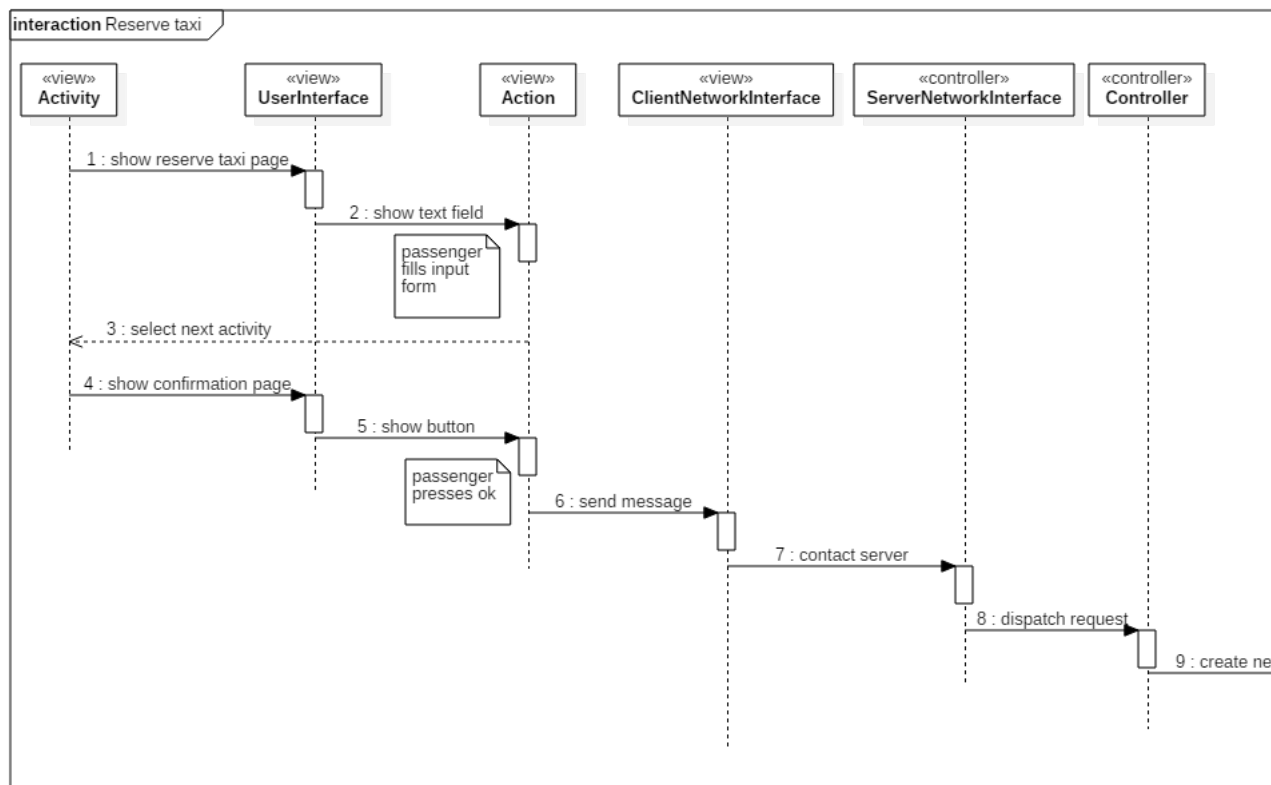 interaction Reserve taxi
«view»
Activity
«view»
UserInterface
«view»
Action
«view»
ClientNetworkInterface
«controller»
ServerNetworkInterface
«controller»
Controller
1 : show reserve taxi page
2 : show text field
passenger
fills input
form
3 : select next activity
4 : show confirmation page
5 : show button
passenger
presses ok
6 : send message
7 : contact server
8 : dispatch request
9 : create ne